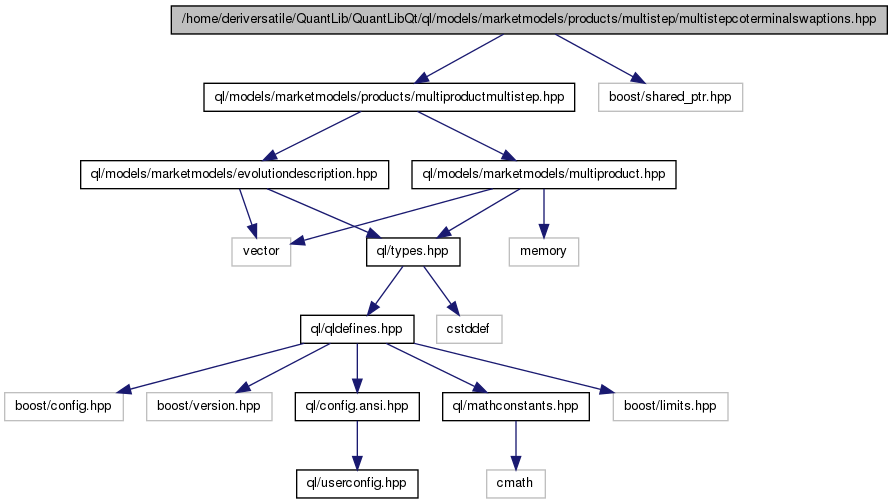 /home/deriversatile/QuantLib/QuantLibQt/ql/models/marketmodels/products/multistep/multistepcoterminalswaptions.hpp
ql/models/marketmodels/products/multiproductmultistep.hpp
boost/shared_ptr.hpp
ql/models/marketmodels/evolutiondescription.hpp
ql/models/marketmodels/multiproduct.hpp
vector
ql/types.hpp
memory
ql/qldefines.hpp
cstddef
boost/config.hpp
boost/version.hpp
ql/config.ansi.hpp
ql/mathconstants.hpp
boost/limits.hpp
ql/userconfig.hpp
cmath